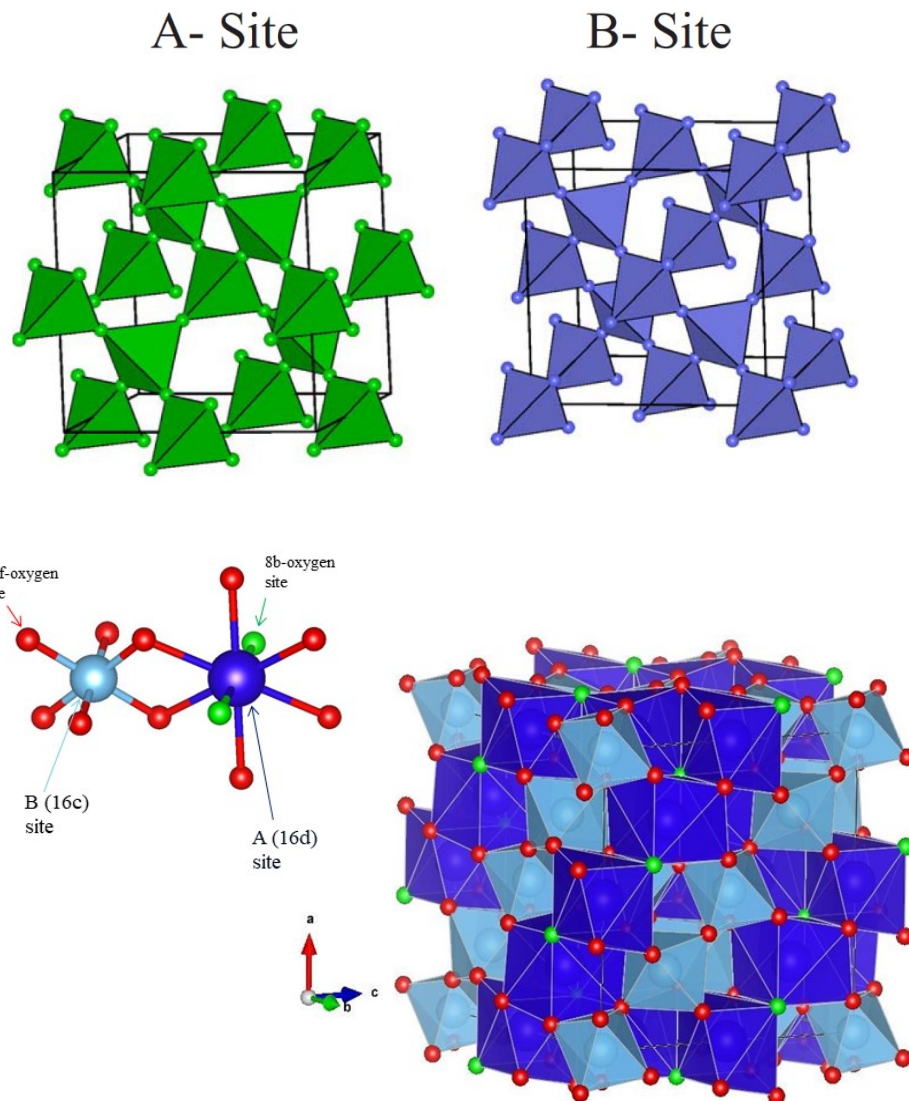 A- Site
B- Site
f-oxygen
e
8b-oxygen
site
B (16c)
site
A (16d)
site
a
c
b